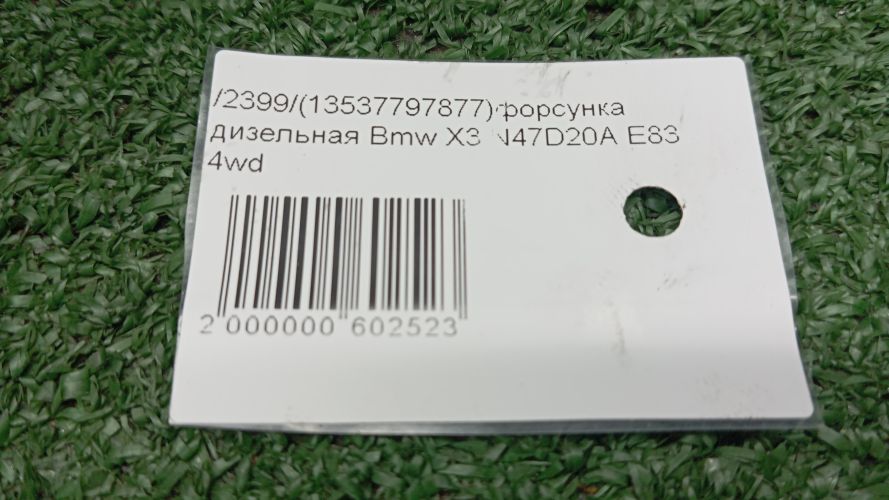 /2399/(13537797877)форсунка
дизельная Bmw X3 N47D20A E83
4wd
2 000000 602523